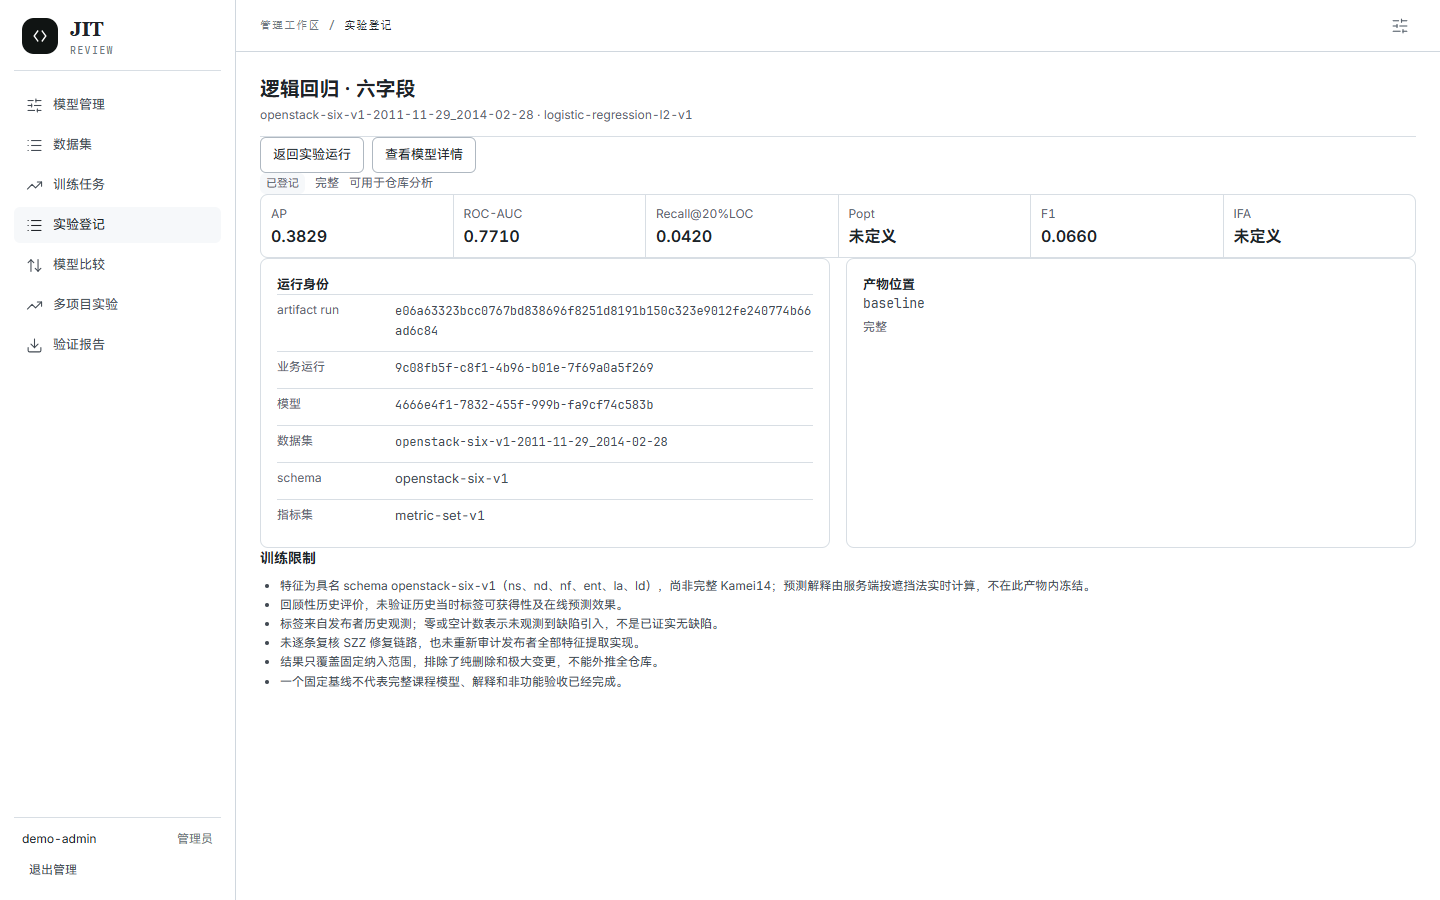 JIT
REVIEW
模型管理
数据集
训练任务
实验登记
模型比较
多项目实验
验证报告
demo-admin 管理员
退出管理
管理工作区 / 实验登记
逻辑回归 · 六字段
openstack-six-v1-2011-11-29_2014-02-28 · logistic-regression-l2-v1
返回实验运行 查看模型详情
已登记 完整 可用于仓库分析
AP ROC-AUC Recall@20%LOC Popt F1 IFA
0.3829 0.7710 0.0420 未定义 0.0660 未定义
运行身份
artifact run e06a63323bcc0767bd838696f8251d8191b150c323e9012fe240774b66
ad6c84
业务运行 9c08fb5f-c8f1-4b96-b01e-7f69a0a5f269
模型 4666e4f1-7832-455f-999b-fa9cf74c583b
数据集 openstack-six-v1-2011-11-29_2014-02-28
schema openstack-six-v1
指标集 metric-set-v1
产物位置
baseline
完整
训练限制
特征为具名 schema openstack-six-v1（ns、nd、nf、ent、la、ld），尚非完整 Kamei14；预测解释由服务端按遮挡法实时计算，不在此产物内冻结。
回顾性历史评价，未验证历史当时标签可获得性及在线预测效果。
标签来自发布者历史观测；零或空计数表示未观测到缺陷引入，不是已证实无缺陷。
未逐条复核 SZZ 修复链路，也未重新审计发布者全部特征提取实现。
结果只覆盖固定纳入范围，排除了纯删除和极大变更，不能外推全仓库。
一个固定基线不代表完整课程模型、解释和非功能验收已经完成。